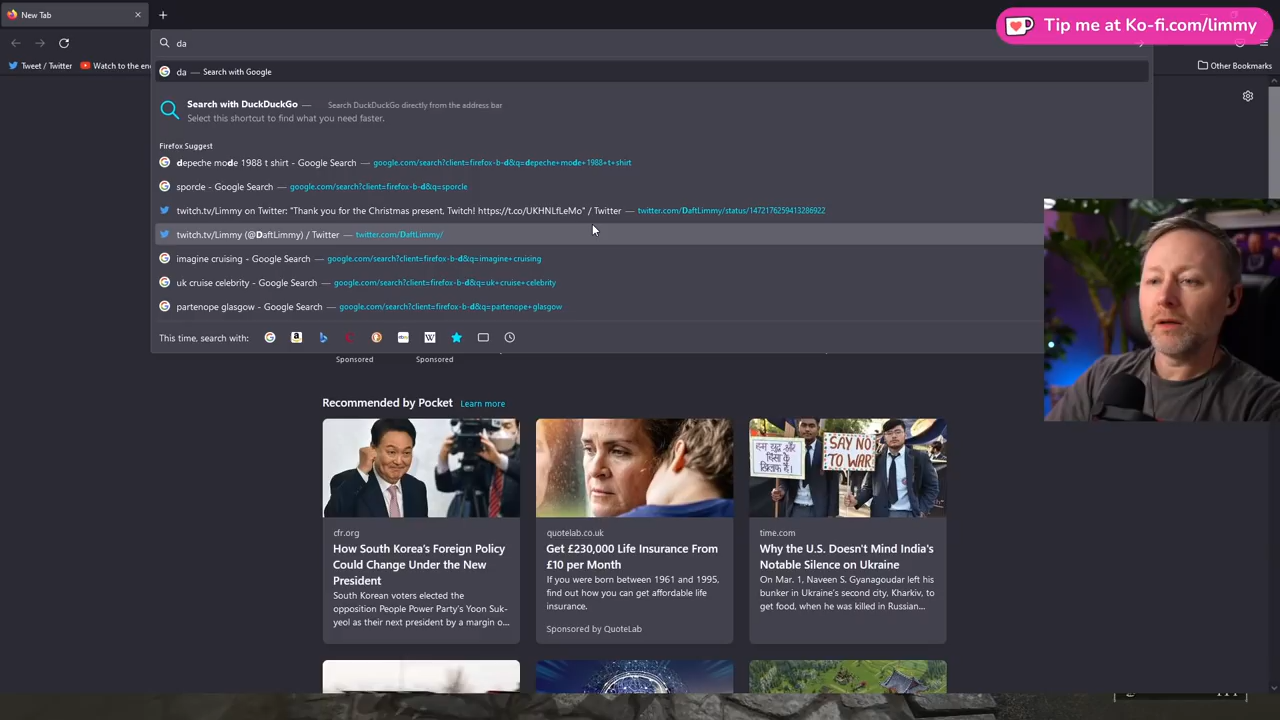 New Tab
Tip me at Ko-fi.com/limmy
da
Tweet / Twitter
Watch to the en
Other Bookmarks
da — Search with Google
Search with DuckDuckGo — Search DuckDuckGo directly from the address bar
Select this shortcut to find what you need faster.
Firefox Suggest
depeche mode 1988 t shirt - Google Search — google.com/search?client=firefox-b-d&q=depeche+mode+1988+t+shirt
sporcle - Google Search — google.com/search?client=firefox-b-d&q=sporcle
twitch.tv/Limmy on Twitter: "Thank you for the Christmas present, Twitch! https://t.co/UKHNLfLeMo" / Twitter — twitter.com/DaftLimmy/status/1472176259413286922
twitch.tv/Limmy (@DaftLimmy) / Twitter — twitter.com/DaftLimmy/
imagine cruising - Google Search — google.com/search?client=firefox-b-d&q=imagine+cruising
uk cruise celebrity - Google Search — google.com/search?client=firefox-b-d&q=uk+cruise+celebrity
partenope glasgow - Google Search — google.com/search?client=firefox-b-d&q=partenope+glasgow
This time, search with:
Sponsored
Sponsored
Recommended by Pocket Learn more
SAY NO
TO WAR
cfr.org
How South Korea's Foreign Policy
Could Change Under the New
President
South Korean voters elected the
opposition People Power Party's Yoon Suk-
yeol as their next president by a margin o...
quotelab.co.uk
Get £230,000 Life Insurance From
£10 per Month
If you were born between 1961 and 1995,
find out how you can get affordable life
insurance.
Sponsored by QuoteLab
time.com
Why the U.S. Doesn't Mind India's
Notable Silence on Ukraine
On Mar. 1, Naveen S. Gyanagoudar left his
bunker in Ukraine's second city, Kharkiv, to
get food, when he was killed in Russian...